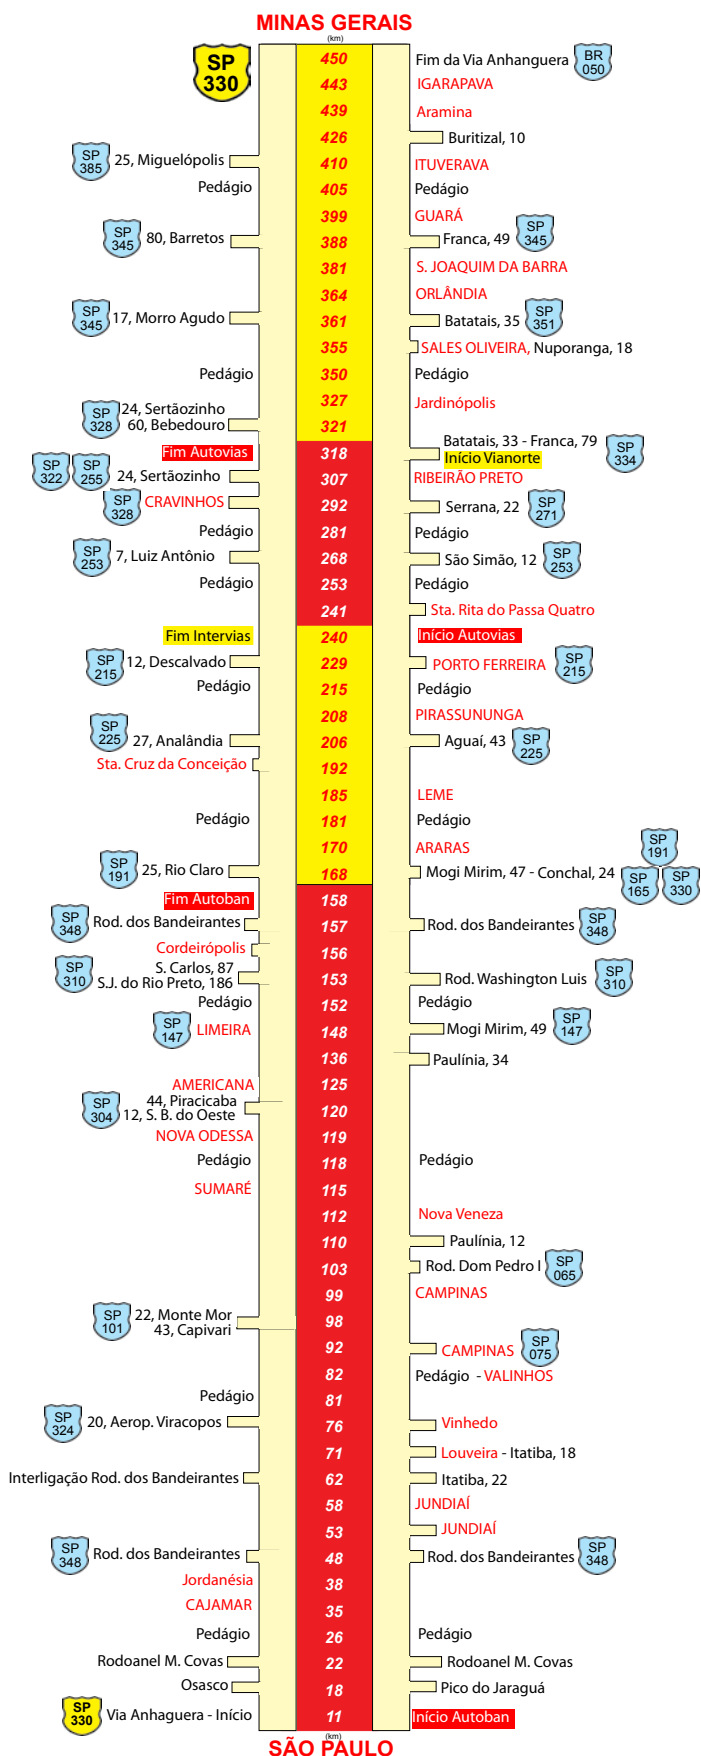 MINAS GERAIS
(km)
SP 330
450 Fim da Via Anhanguera BR 050
443 IGARAPAVA
439 Aramina
426 Buritizal, 10
SP 385 25, Miguelópolis 410 ITUVERAVA
Pedágio 405 Pedágio
399 GUARÁ
SP 345 80, Barretos 388 Franca, 49 SP 345
381 S. JOAQUIM DA BARRA
364 ORLÂNDIA
SP 345 17, Morro Agudo 361 Batatais, 35 SP 351
355 SALES OLIVEIRA, Nuporanga, 18
Pedágio 350 Pedágio
327 Jardinópolis
SP 328 24, Sertãozinho
60, Bebedouro 321
Batatais, 33 - Franca, 79 SP 334
Fim Autovias 318 Início Vianorte
SP 322 SP 255 24, Sertãozinho 307 RIBEIRÃO PRETO
SP 328 CRAVINHOS 292 Serrana, 22 SP 271
Pedágio 281 Pedágio
SP 253 7, Luiz Antônio 268 São Simão, 12 SP 253
Pedágio 253 Pedágio
241 Sta. Rita do Passa Quatro
Fim Intervias 240 Início Autovias
SP 215 12, Descalvado 229 PORTO FERREIRA SP 215
Pedágio 215 Pedágio
208 PIRASSUNUNGA
SP 225 27, Analândia 206 Aguaí, 43 SP 225
Sta. Cruz da Conceição 192
185 LEME
Pedágio 181 Pedágio
170 ARARAS SP 191
SP 191 25, Rio Claro 168 Mogi Mirim, 47 - Conchal, 24 SP 165 SP 330
Fim Autoban 158
SP 348 Rod. dos Bandeirantes 157 Rod. dos Bandeirantes SP 348
Cordeirópolis 156
SP 310 S. Carlos, 87
S.J. do Rio Preto, 186 153 Rod. Washington Luis SP 310
Pedágio 152 Pedágio
SP 147 LIMEIRA 148 Mogi Mirim, 49 SP 147
136 Paulínia, 34
AMERICANA 125
SP 304 44, Piracicaba
12, S. B. do Oeste 120
NOVA ODESSA 119
Pedágio 118 Pedágio
SUMARÉ 115
112 Nova Veneza
110 Paulínia, 12
103 Rod. Dom Pedro I SP 065
99 CAMPINAS
SP 101 22, Monte Mor
43, Capivari 98
92 CAMPINAS SP 075
82 Pedágio - VALINHOS
Pedágio 81
SP 324 20, Aerop. Viracopos 76 Vinhedo
71 Louveira - Itatiba, 18
Interligação Rod. dos Bandeirantes 62 Itatiba, 22
58 JUNDIAÍ
53 JUNDIAÍ
SP 348 Rod. dos Bandeirantes 48 Rod. dos Bandeirantes SP 348
Jordanésia 38
CAJAMAR 35
Pedágio 26 Pedágio
Rodoanel M. Covas 22 Rodoanel M. Covas
Osasco 18 Pico do Jaraguá
SP 330 Via Anhaguera - Início 11 Início Autoban
(km)
SÃO PAULO